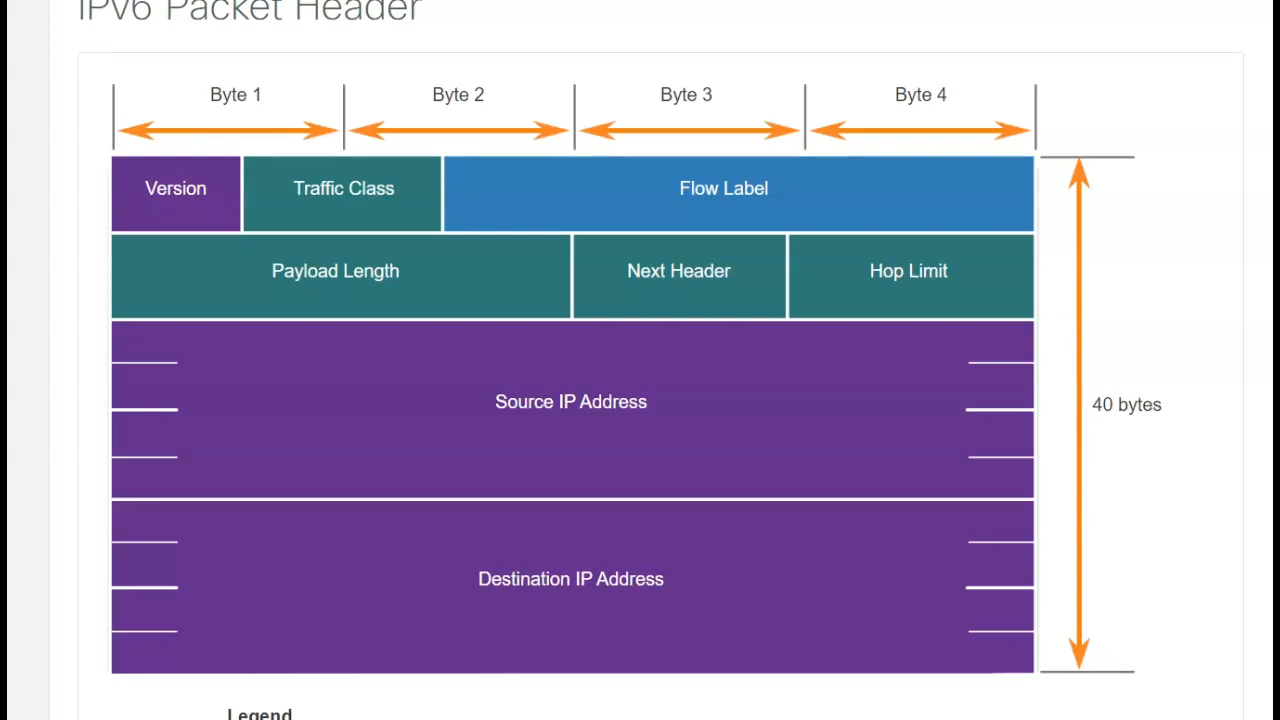 IPv6 Packet Header
Byte 1 Byte 2 Byte 3 Byte 4
Version Traffic Class Flow Label
Payload Length Next Header Hop Limit
Source IP Address
40 bytes
Destination IP Address
Legend